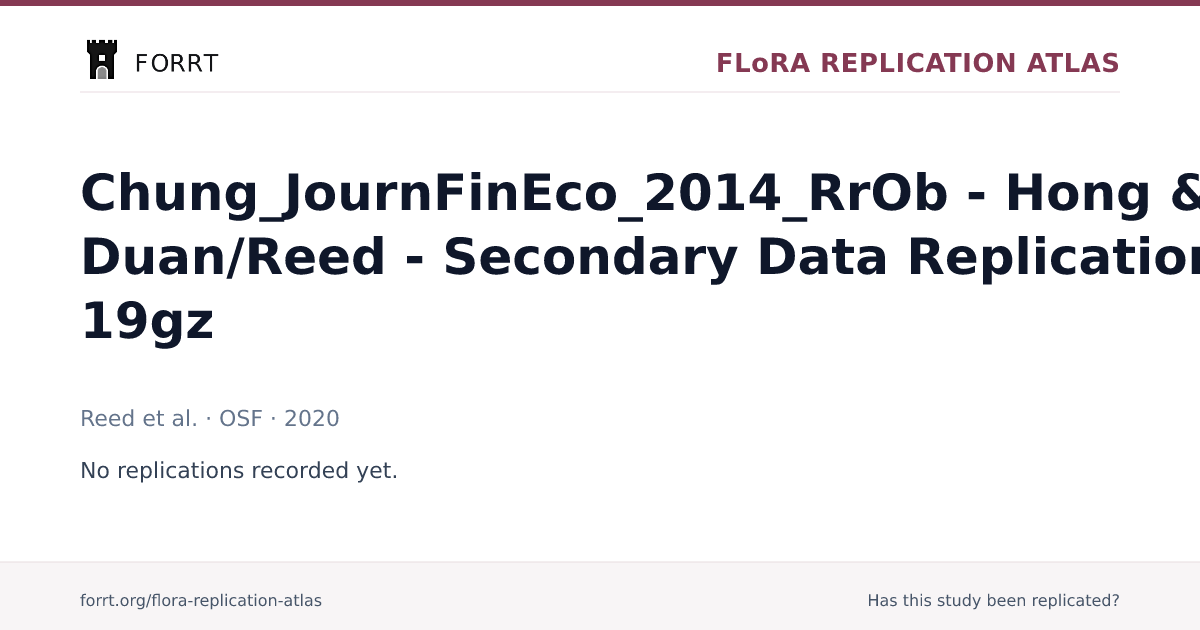 FORRT
FLoRA REPLICATION ATLAS
Chung_JournFinEco_2014_RrOb - Hong &
Duan/Reed - Secondary Data Replication
19gz
Reed et al. · OSF · 2020
No replications recorded yet.
forrt.org/flora-replication-atlas
Has this study been replicated?